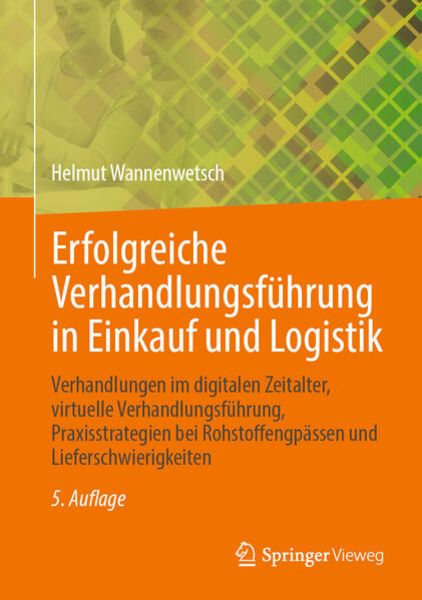 Helmut Wannenwetsch
Erfolgreiche
Verhandlungsführung
in Einkauf und Logistik
Verhandlungen im digitalen Zeitalter,
virtuelle Verhandlungsführung,
Praxisstrategien bei Rohstoffengpässen und
Lieferschwierigkeiten
5. Auflage
Springer Vieweg